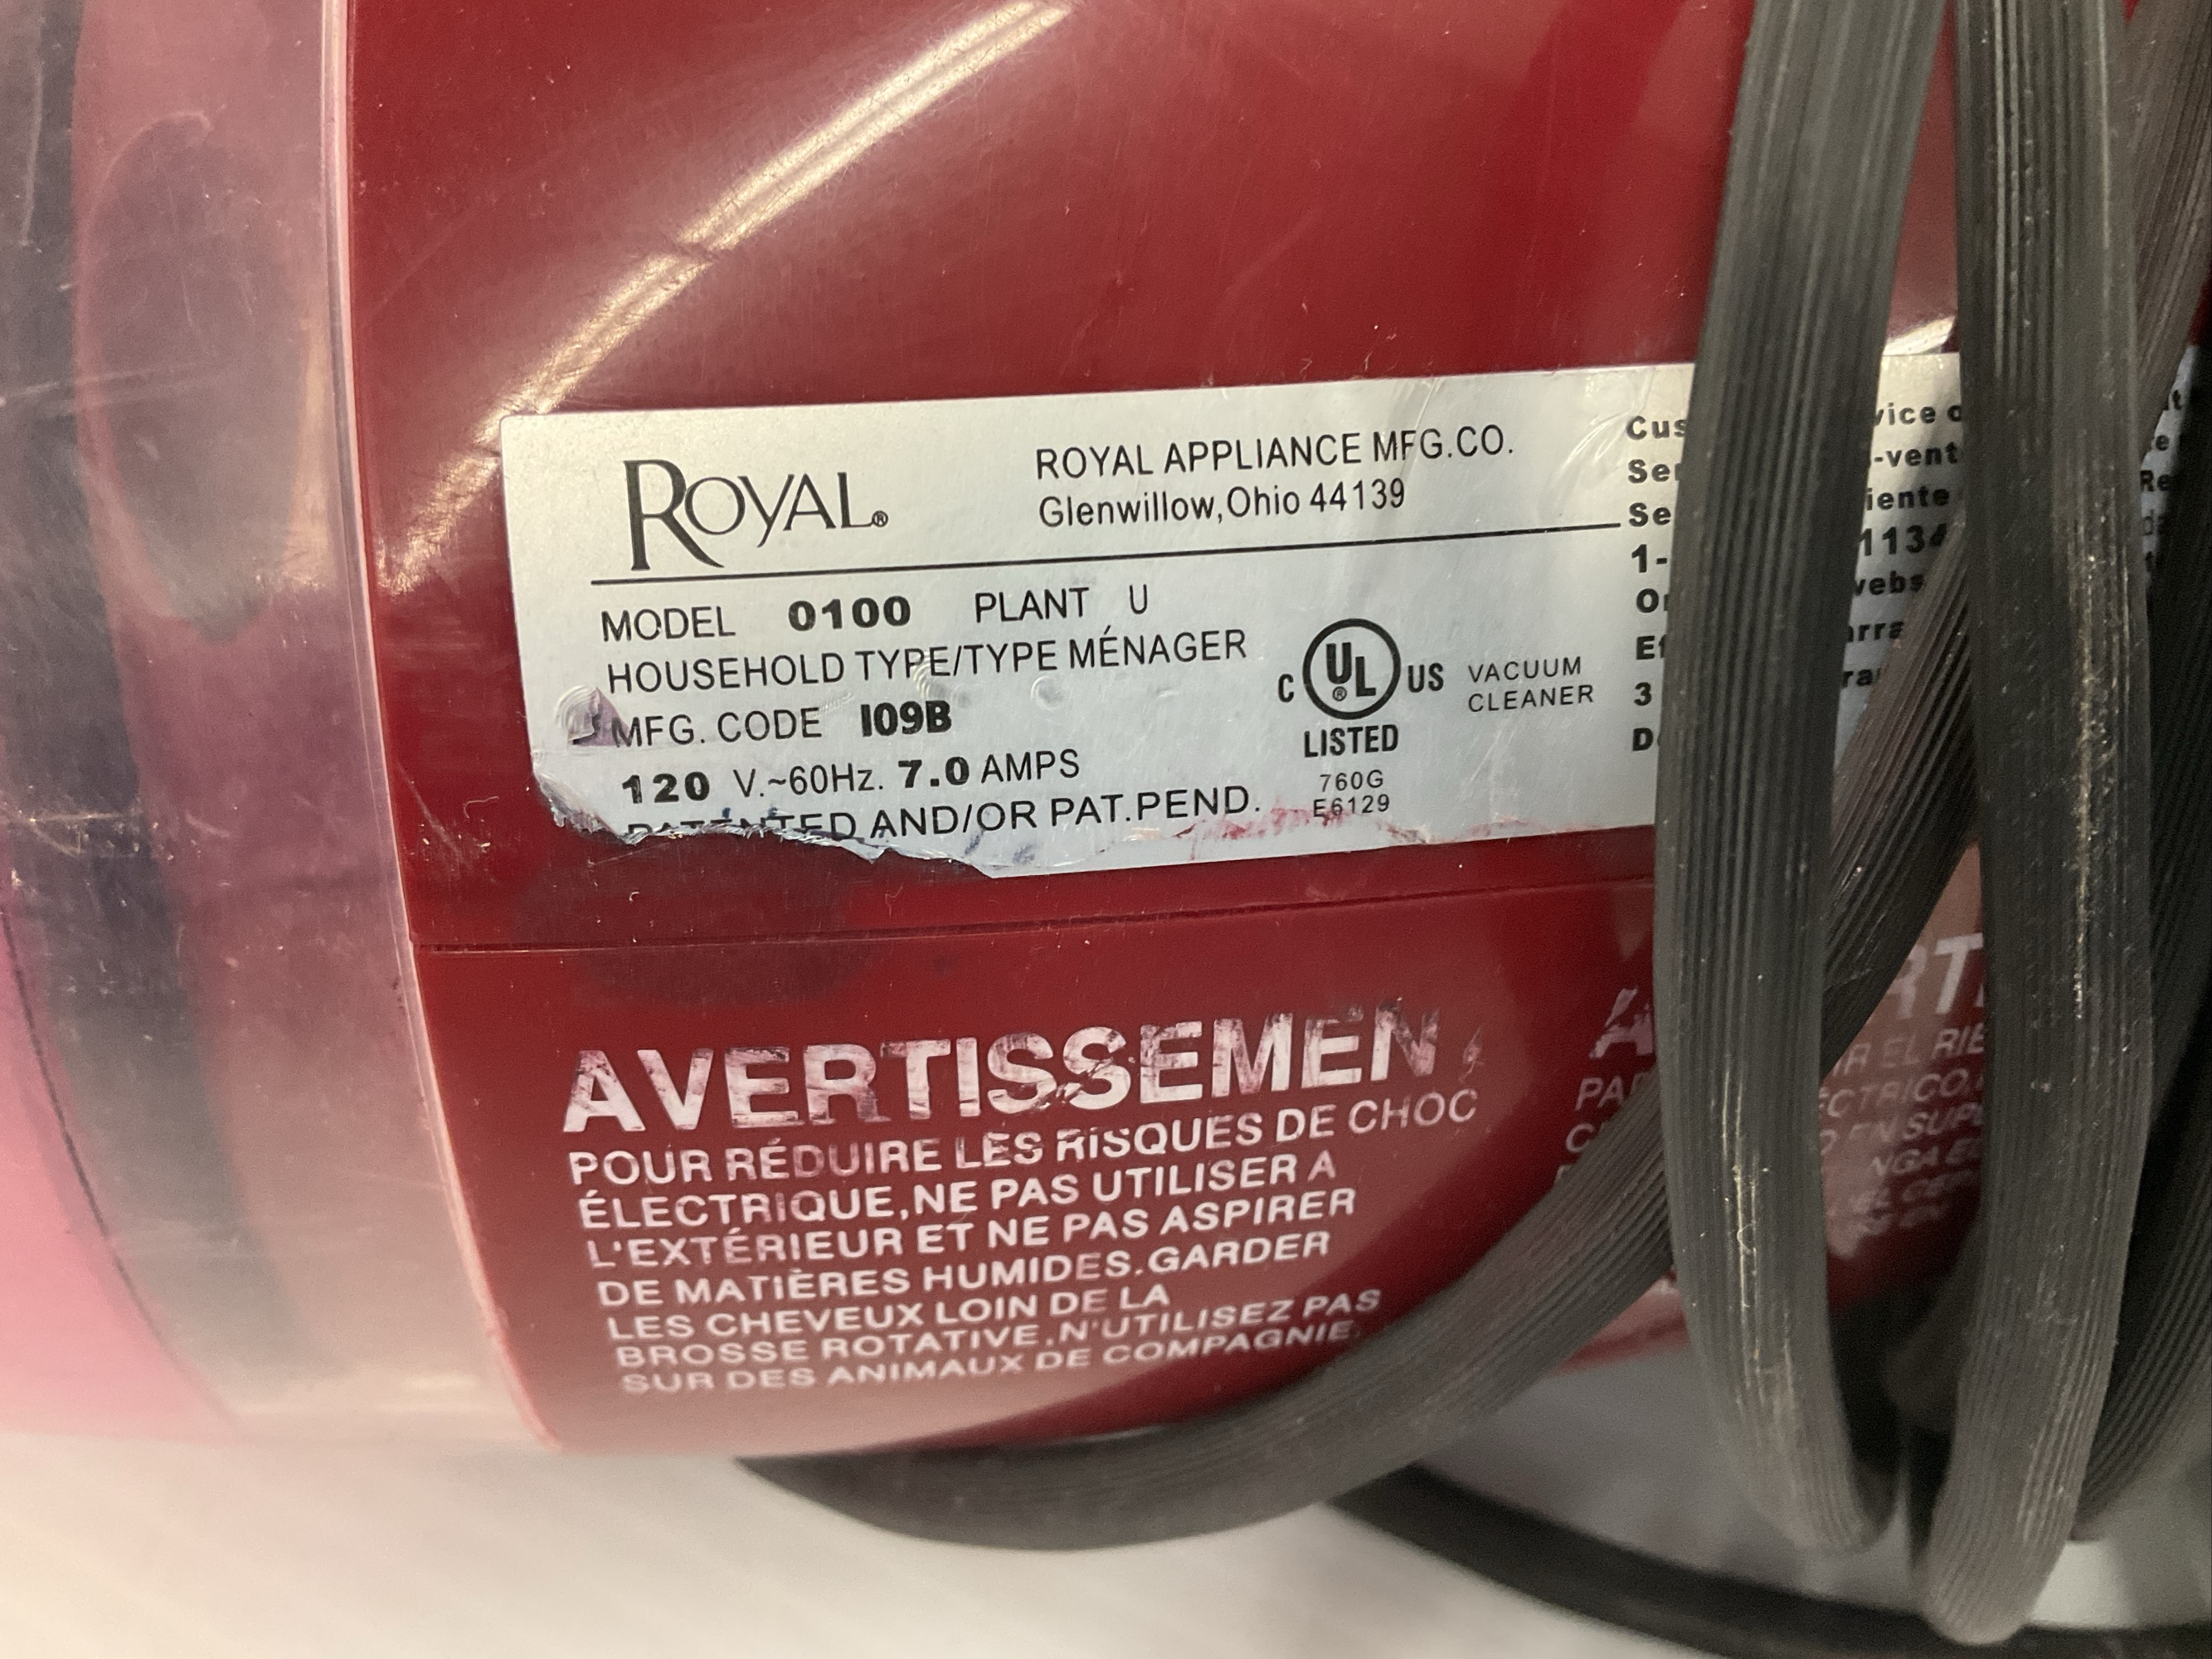 ROYAL®
ROYAL APPLIANCE MFG.CO.
Glenwillow,Ohio 44139
MODEL 0100 PLANT U
HOUSEHOLD TYPE/TYPE MÉNAGER
MFG. CODE I09B
120 V.~60Hz. 7.0 AMPS
PATENTED AND/OR PAT.PEND.
C UL® US
LISTED
760G
E6129
VACUUM
CLEANER
1-
3
AVERTISSEMEN
POUR RÉDUIRE LES RISQUES DE CHOC
ÉLECTRIQUE,NE PAS UTILISER A
L'EXTÉRIEUR ET NE PAS ASPIRER
DE MATIÈRES HUMIDES.GARDER
LES CHEVEUX LOIN DE LA
BROSSE ROTATIVE.N'UTILISEZ PAS
SUR DES ANIMAUX DE COMPAGNIE.